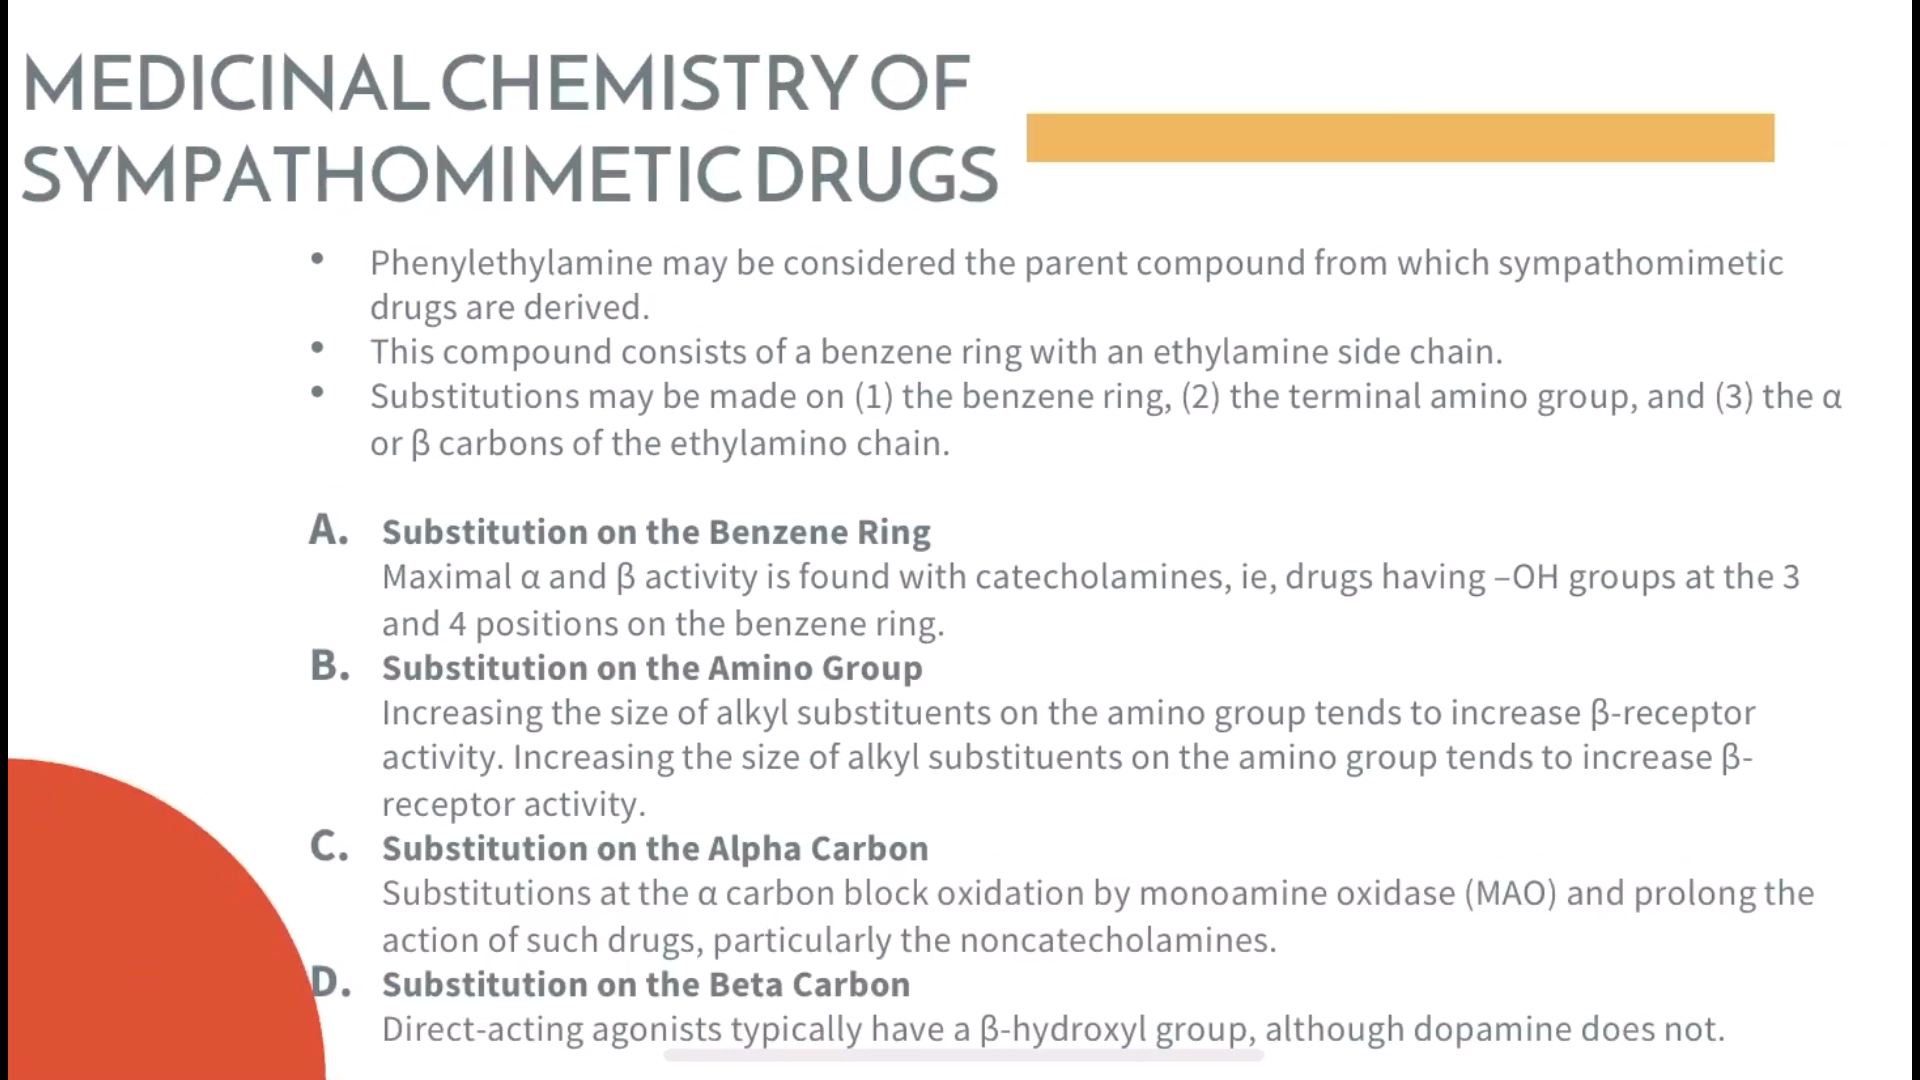 MEDICINAL CHEMISTRY OF
SYMPATHOMIMETIC DRUGS
• Phenylethylamine may be considered the parent compound from which sympathomimetic
drugs are derived.
• This compound consists of a benzene ring with an ethylamine side chain.
• Substitutions may be made on (1) the benzene ring, (2) the terminal amino group, and (3) the α
or β carbons of the ethylamino chain.
A. Substitution on the Benzene Ring
Maximal α and β activity is found with catecholamines, ie, drugs having –OH groups at the 3
and 4 positions on the benzene ring.
B. Substitution on the Amino Group
Increasing the size of alkyl substituents on the amino group tends to increase β-receptor
activity. Increasing the size of alkyl substituents on the amino group tends to increase β-
receptor activity.
C. Substitution on the Alpha Carbon
Substitutions at the α carbon block oxidation by monoamine oxidase (MAO) and prolong the
action of such drugs, particularly the noncatecholamines.
D. Substitution on the Beta Carbon
Direct-acting agonists typically have a β-hydroxyl group, although dopamine does not.